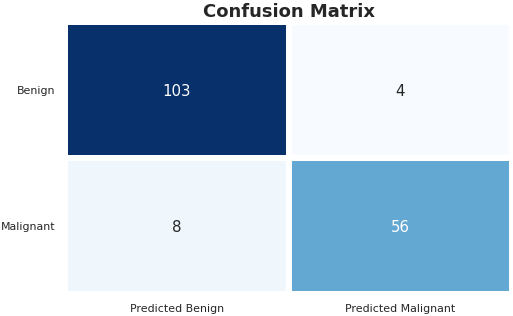 Confusion Matrix
Benign
103
4
Malignant
8
56
Predicted Benign
Predicted Malignant